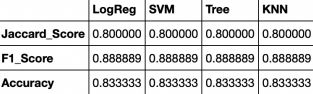 LogReg SVM Tree KNN
Jaccard_Score 0.800000 0.800000 0.800000 0.800000
F1_Score 0.888889 0.888889 0.888889 0.888889
Accuracy 0.833333 0.833333 0.833333 0.833333